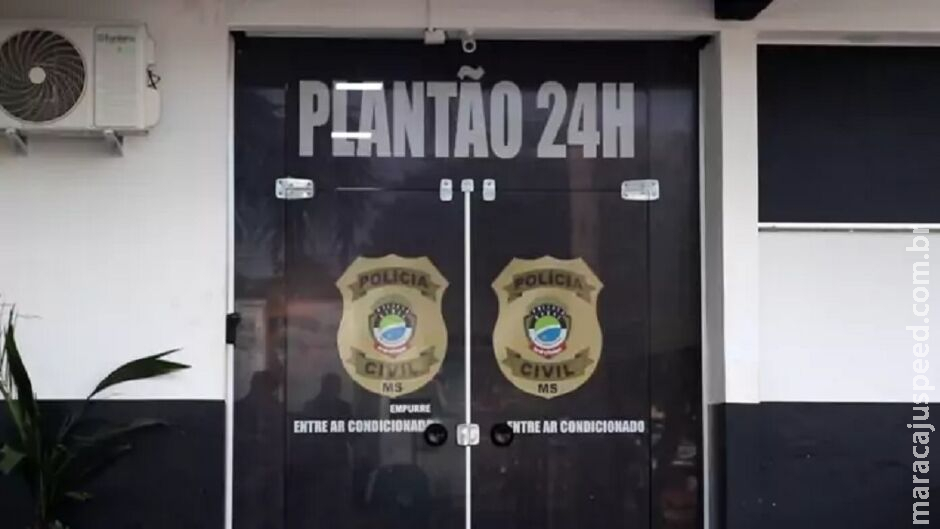 PLANTÃO 24H
POLÍCIA
CIVIL
MS
POLÍCIA
CIVIL
MS
EMPURRE
ENTRE AR CONDICIONADO
ENTRE AR CONDICIONADO
maracajuspeed.com.br